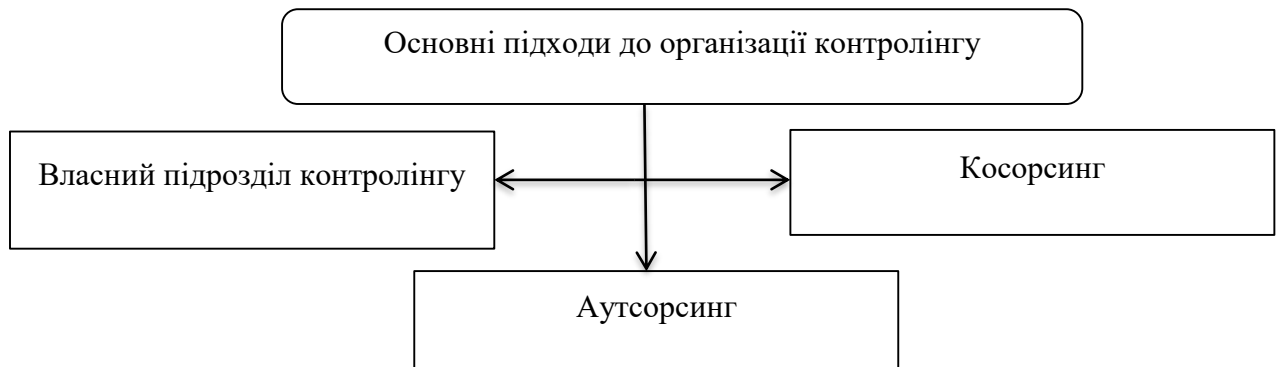 Основні підходи до організації контролінгу
Власний підрозділ контролінгу
Косорсинг
Аутсорсинг